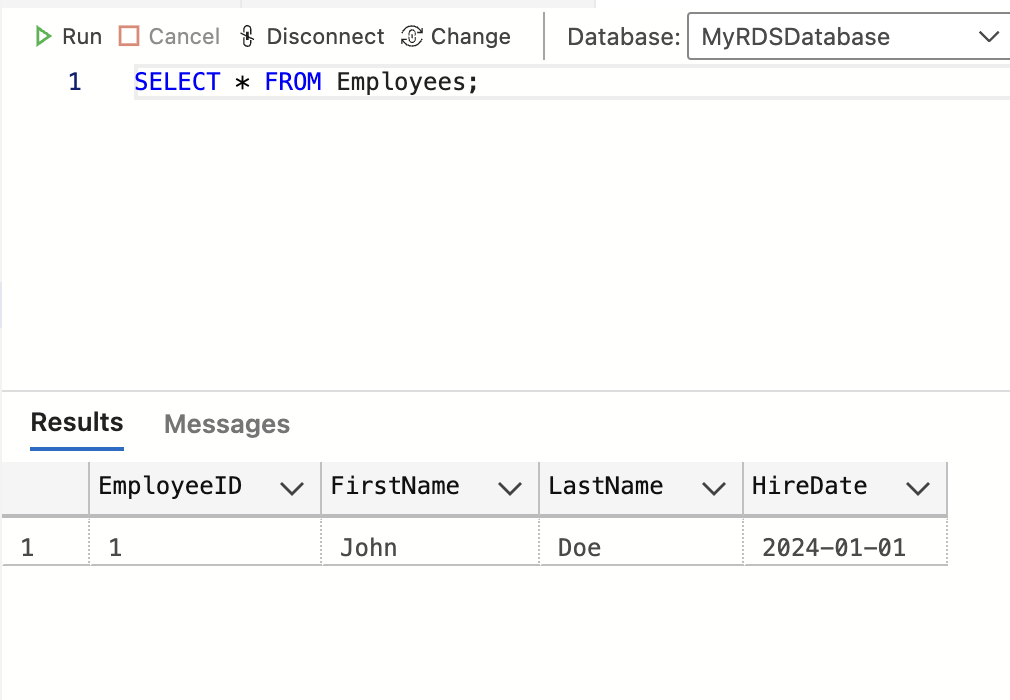 Run Cancel Disconnect Change Database: MyRDSDatabase
1 SELECT * FROM Employees;
Results Messages
EmployeeID FirstName LastName HireDate
1 1 John Doe 2024-01-01